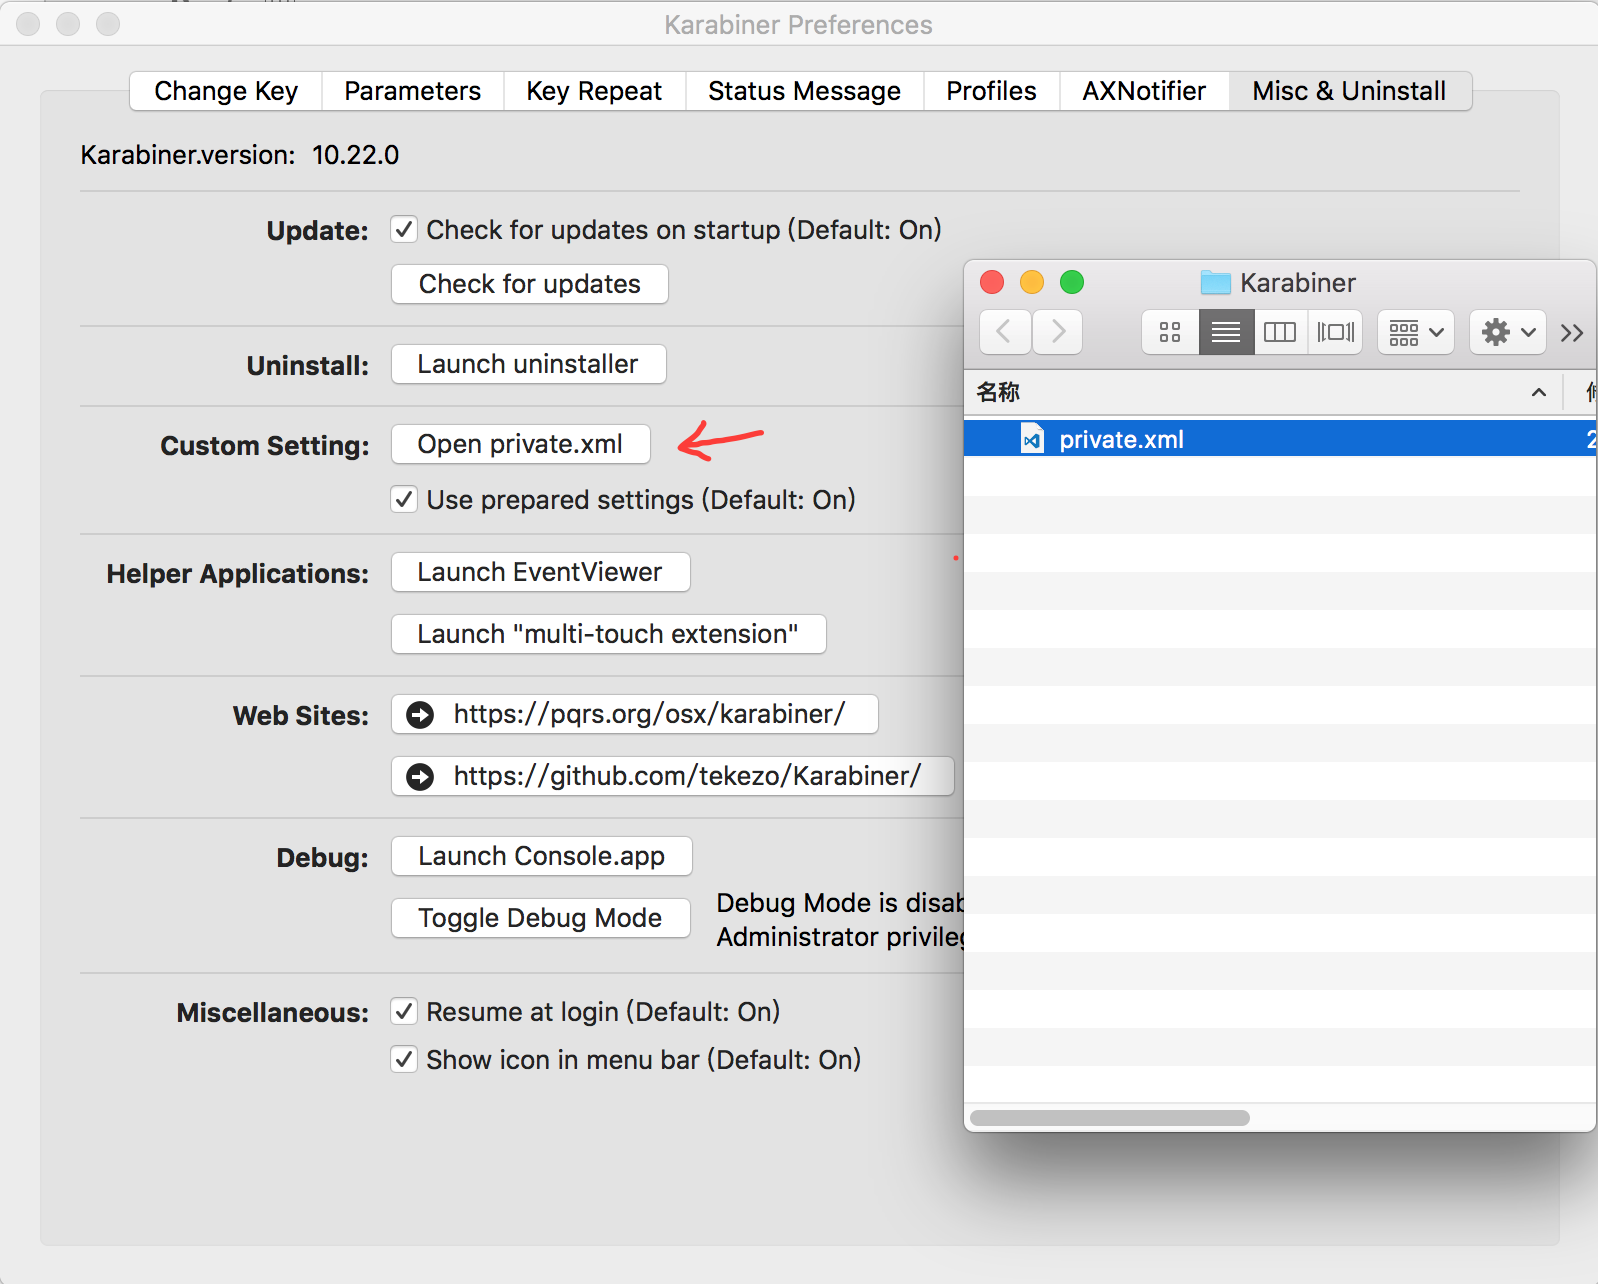 Karabiner Preferences
Change Key Parameters Key Repeat Status Message Profiles AXNotifier Misc & Uninstall
Karabiner.version: 10.22.0
Update: Check for updates on startup (Default: On)
Check for updates
Uninstall: Launch uninstaller
Custom Setting: Open private.xml
Use prepared settings (Default: On)
Helper Applications: Launch EventViewer
Launch "multi-touch extension"
Web Sites: https://pqrs.org/osx/karabiner/
https://github.com/tekezo/Karabiner/
Debug: Launch Console.app
Toggle Debug Mode
Debug Mode is disab
Administrator privileg
Miscellaneous: Resume at login (Default: On)
Show icon in menu bar (Default: On)
Karabiner
名称
private.xml